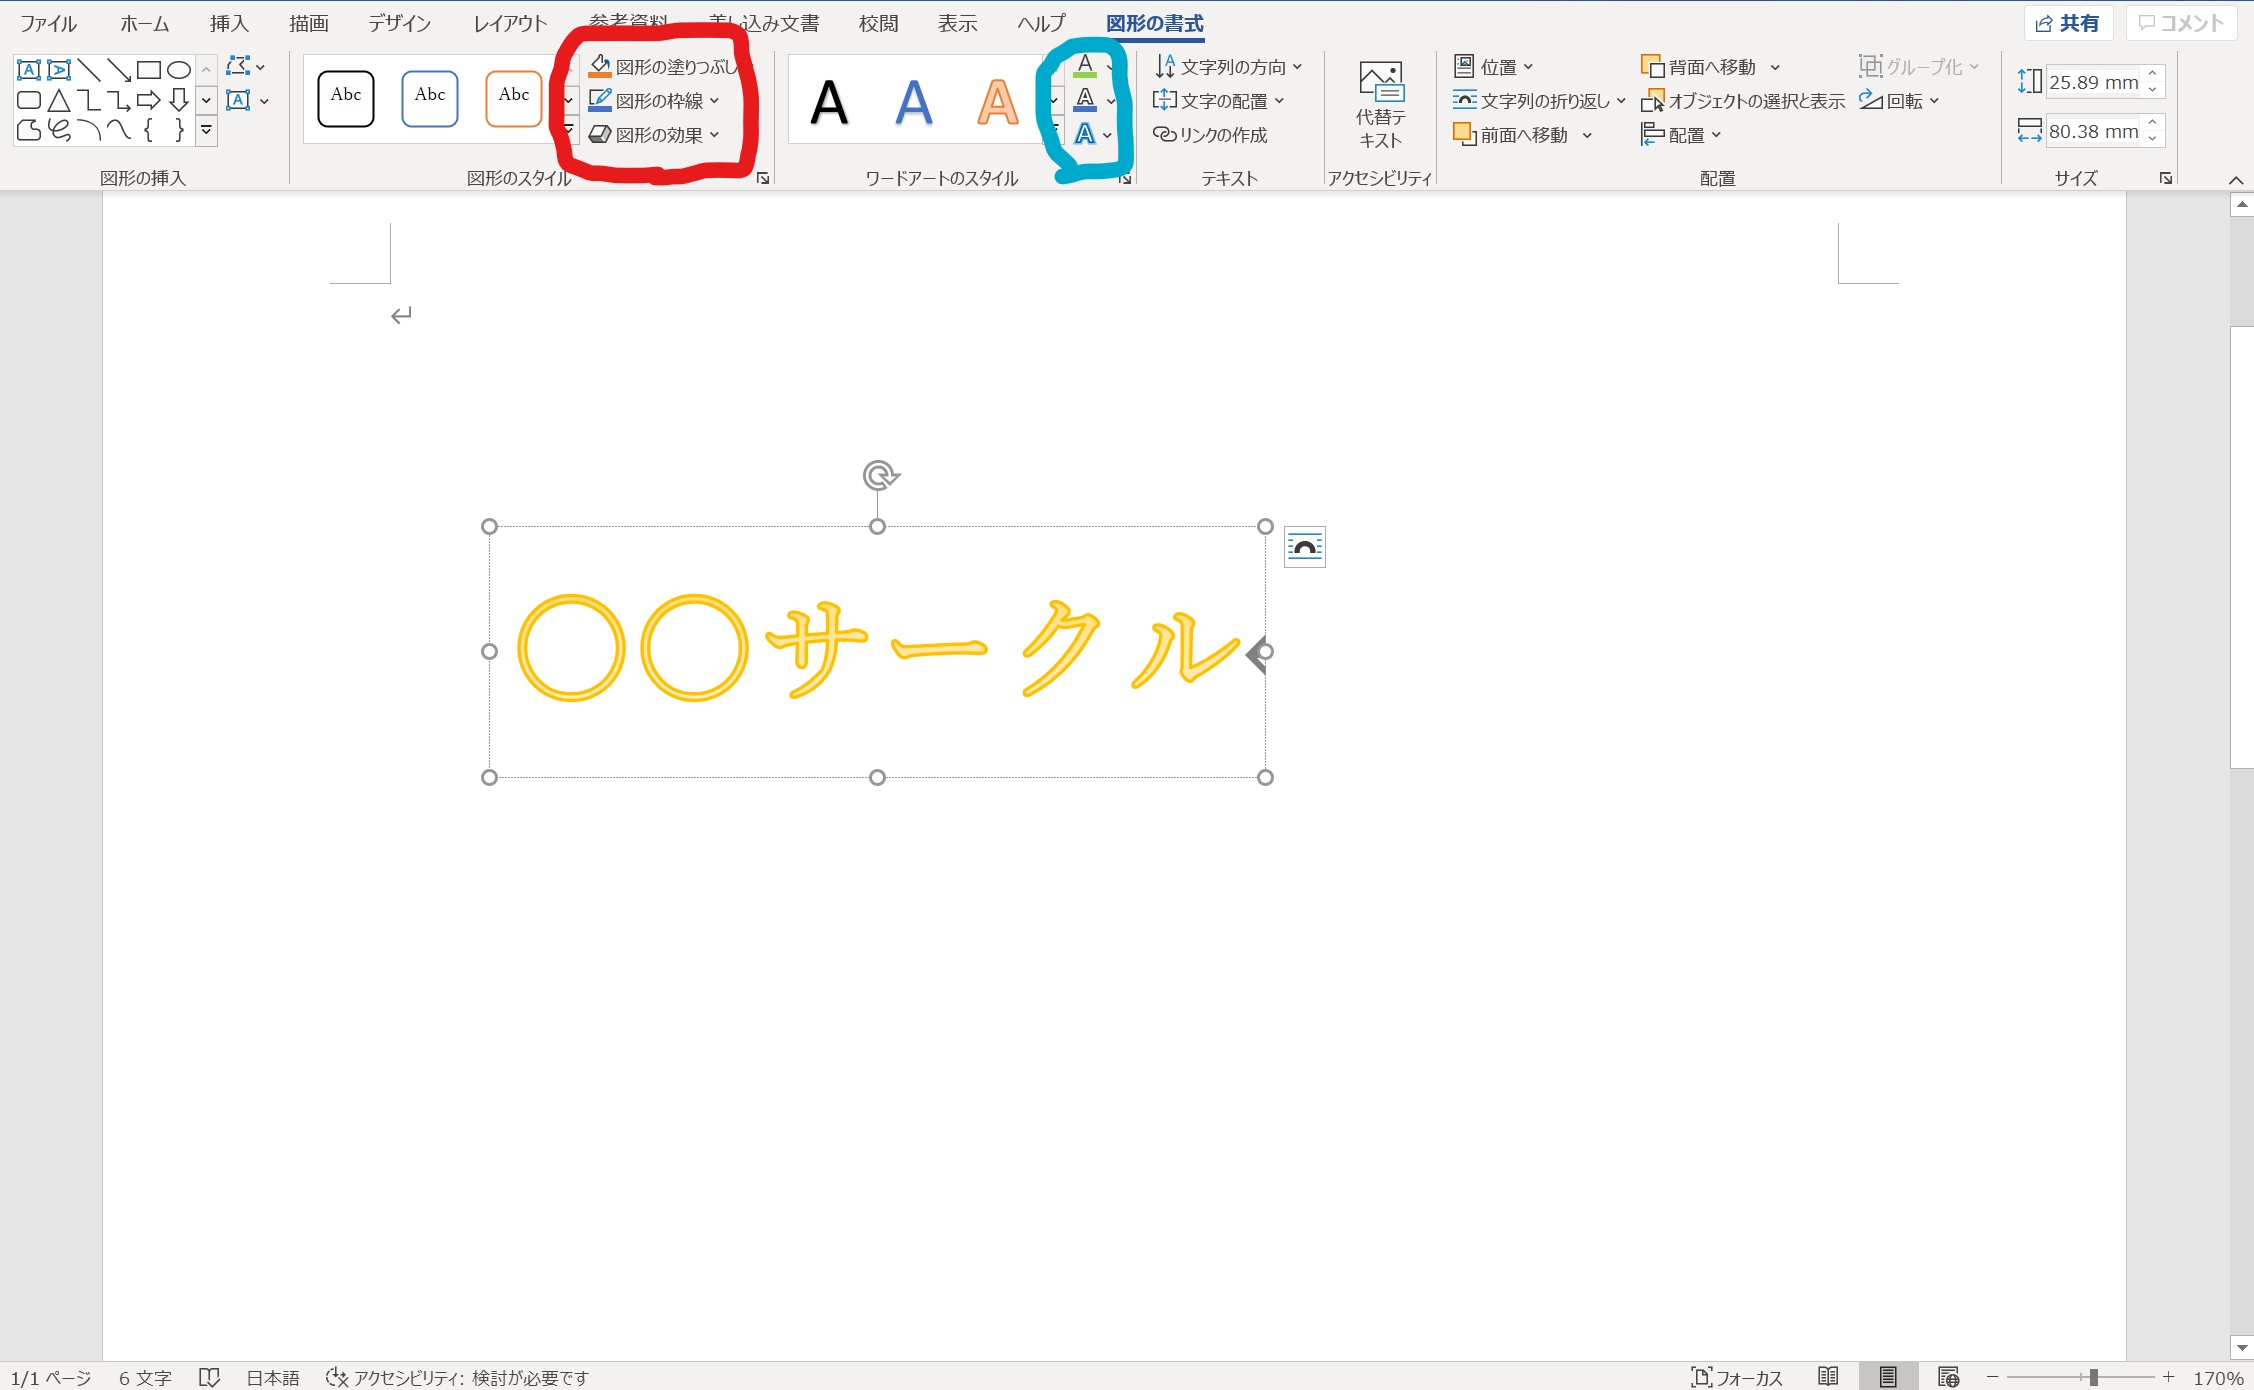 ファイル ホーム 挿入 描画 デザイン レイアウト 参考資料 差し込み文書 校閲 表示 ヘルプ 図形の書式 共有 コメント
Abc Abc Abc
図形の塗りつぶし
図形の枠線
図形の効果
A A A
A
A
A
文字列の方向
文字の配置
リンクの作成
代替テ
キスト
位置
文字列の折り返し
前面へ移動
背面へ移動
オブジェクトの選択と表示
配置
グループ化
回転
25.89 mm
80.38 mm
図形の挿入 図形のスタイル ワードアートのスタイル テキスト アクセシビリティ 配置 サイズ
〇〇サークル
1/1 ページ 6 文字 日本語 アクセシビリティ: 検討が必要です フォーカス 170%